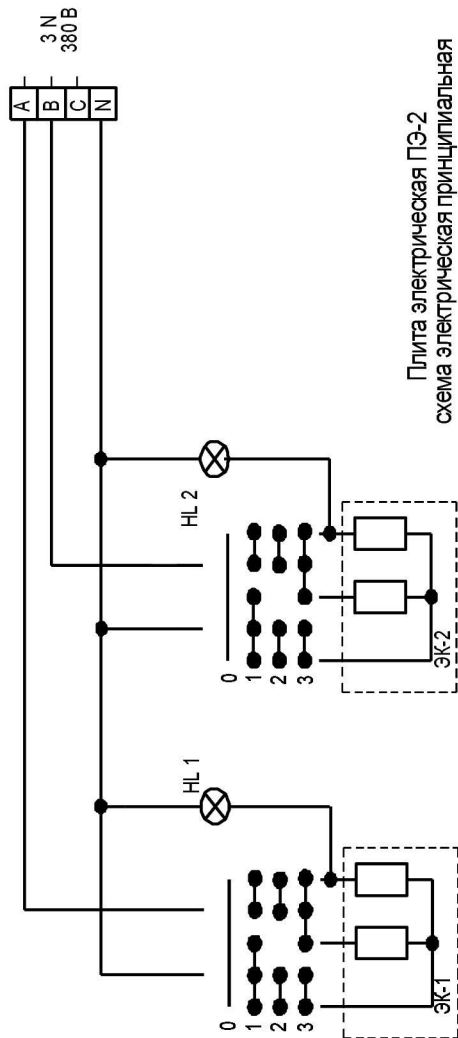 A
B
C
N
3 N
380 В
HL 1
HL 2
0
1
2
3
0
1
2
3
ЭК-1
ЭК-2
Плита электрическая ПЭ-2
схема электрическая принципиальная